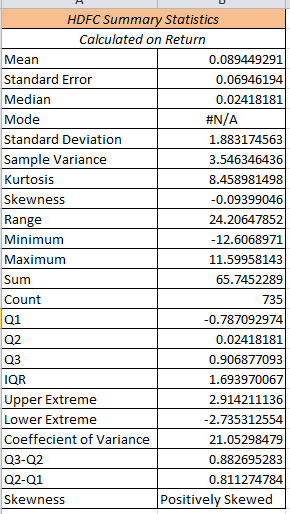 A B
HDFC Summary Statistics
Calculated on Return
Mean 0.089449291
Standard Error 0.06946194
Median 0.02418181
Mode #N/A
Standard Deviation 1.883174563
Sample Variance 3.546346436
Kurtosis 8.458981498
Skewness -0.09399046
Range 24.20647852
Minimum -12.6068971
Maximum 11.59958143
Sum 65.7452289
Count 735
Q1 -0.787092974
Q2 0.02418181
Q3 0.906877093
IQR 1.693970067
Upper Extreme 2.914211136
Lower Extreme -2.735312554
Coeffecient of Variance 21.05298479
Q3-Q2 0.882695283
Q2-Q1 0.811274784
Skewness Positively Skewed